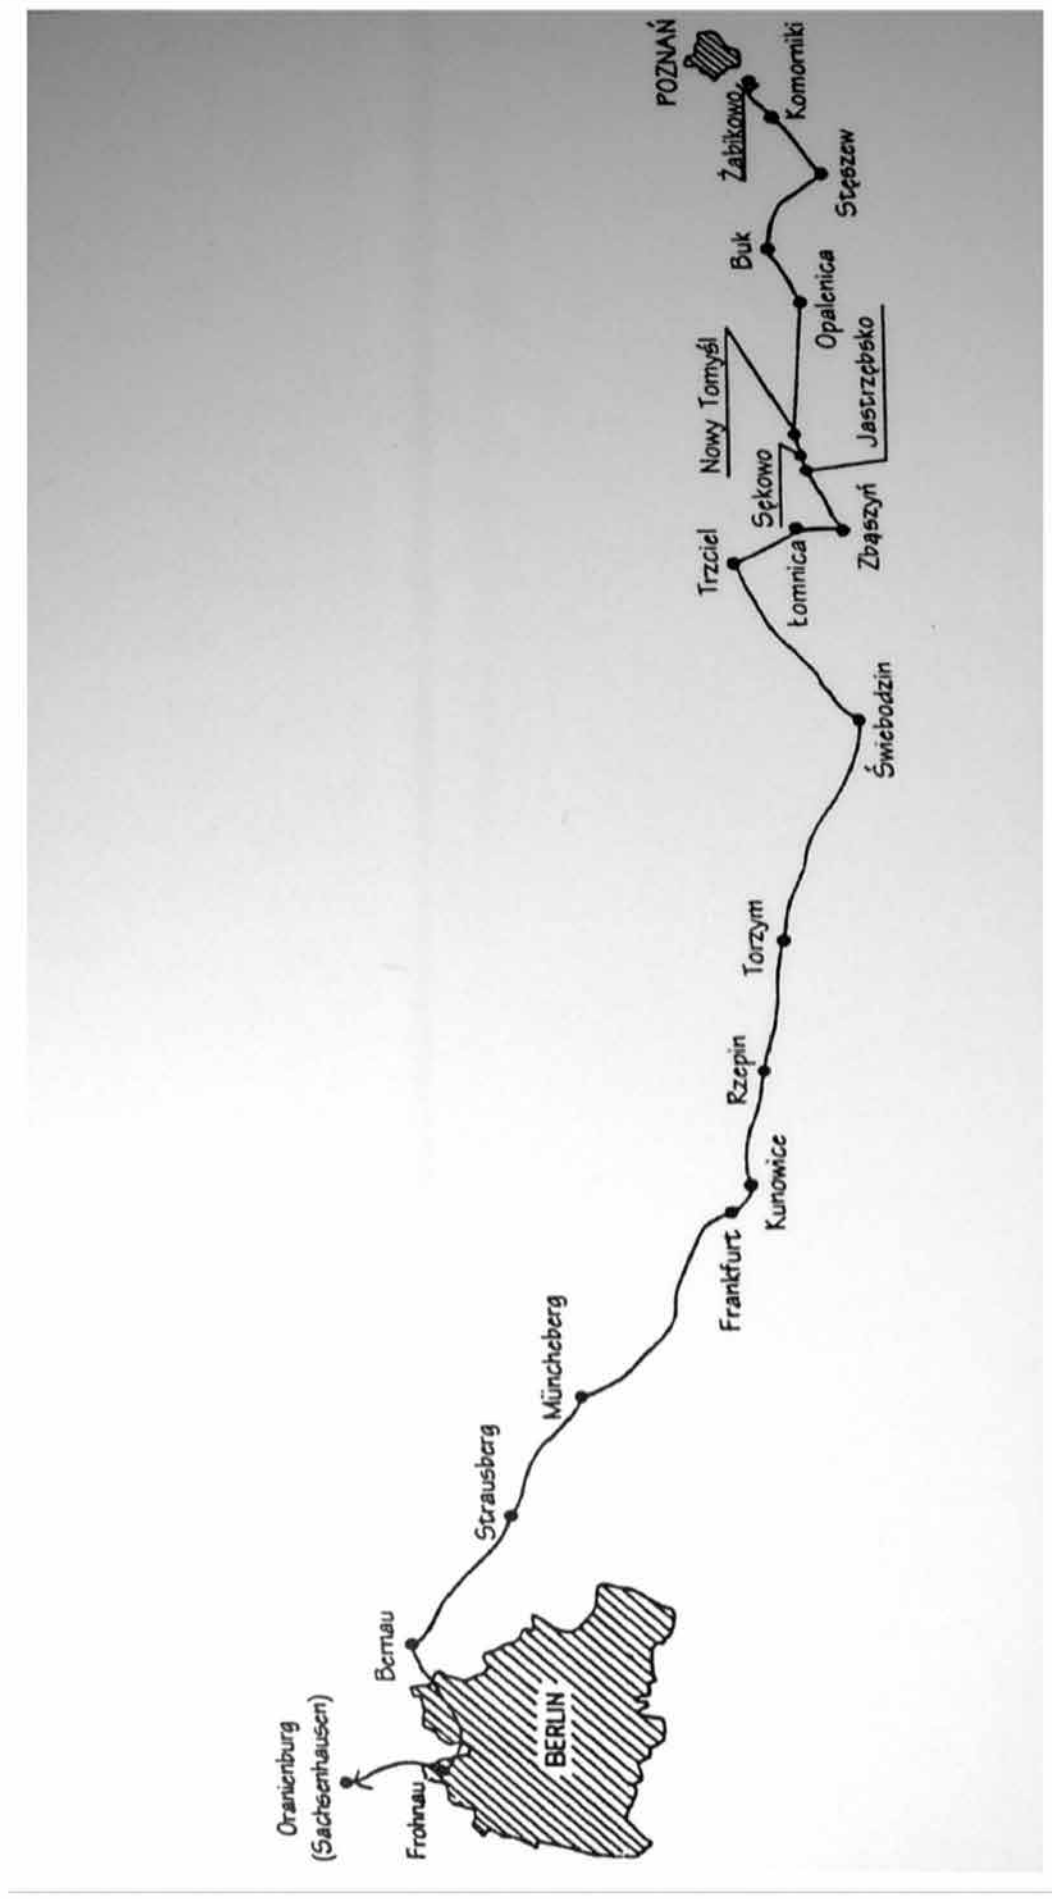 POZNAŃ
Żabikowo
Komorniki
Stęszew
Buk
Opalenica
Nowy Tomyśl
Jastrzębsko
Sękowo
Zbąszyń
Łomnica
Trzciel
Świebodzin
Torzym
Rzepin
Kunowice
Frankfurt
Müncheberg
Strausberg
Bernau
BERLIN
Frohnau
Oranienburg
(Sachsenhausen)